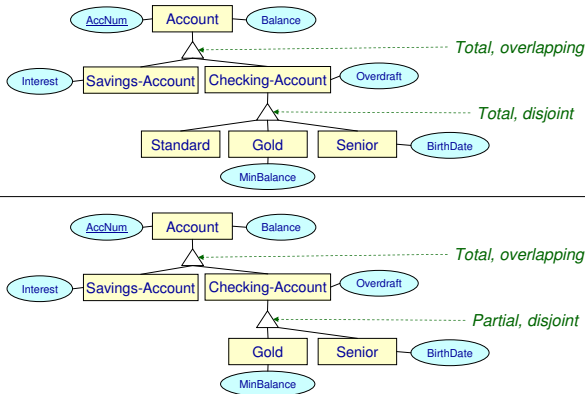 AccNum Account Balance
Total, overlapping
Interest Savings-Account Checking-Account Overdraft
Total, disjoint
Standard Gold Senior BirthDate
MinBalance
AccNum Account Balance
Total, overlapping
Interest Savings-Account Checking-Account Overdraft
Partial, disjoint
Gold Senior BirthDate
MinBalance